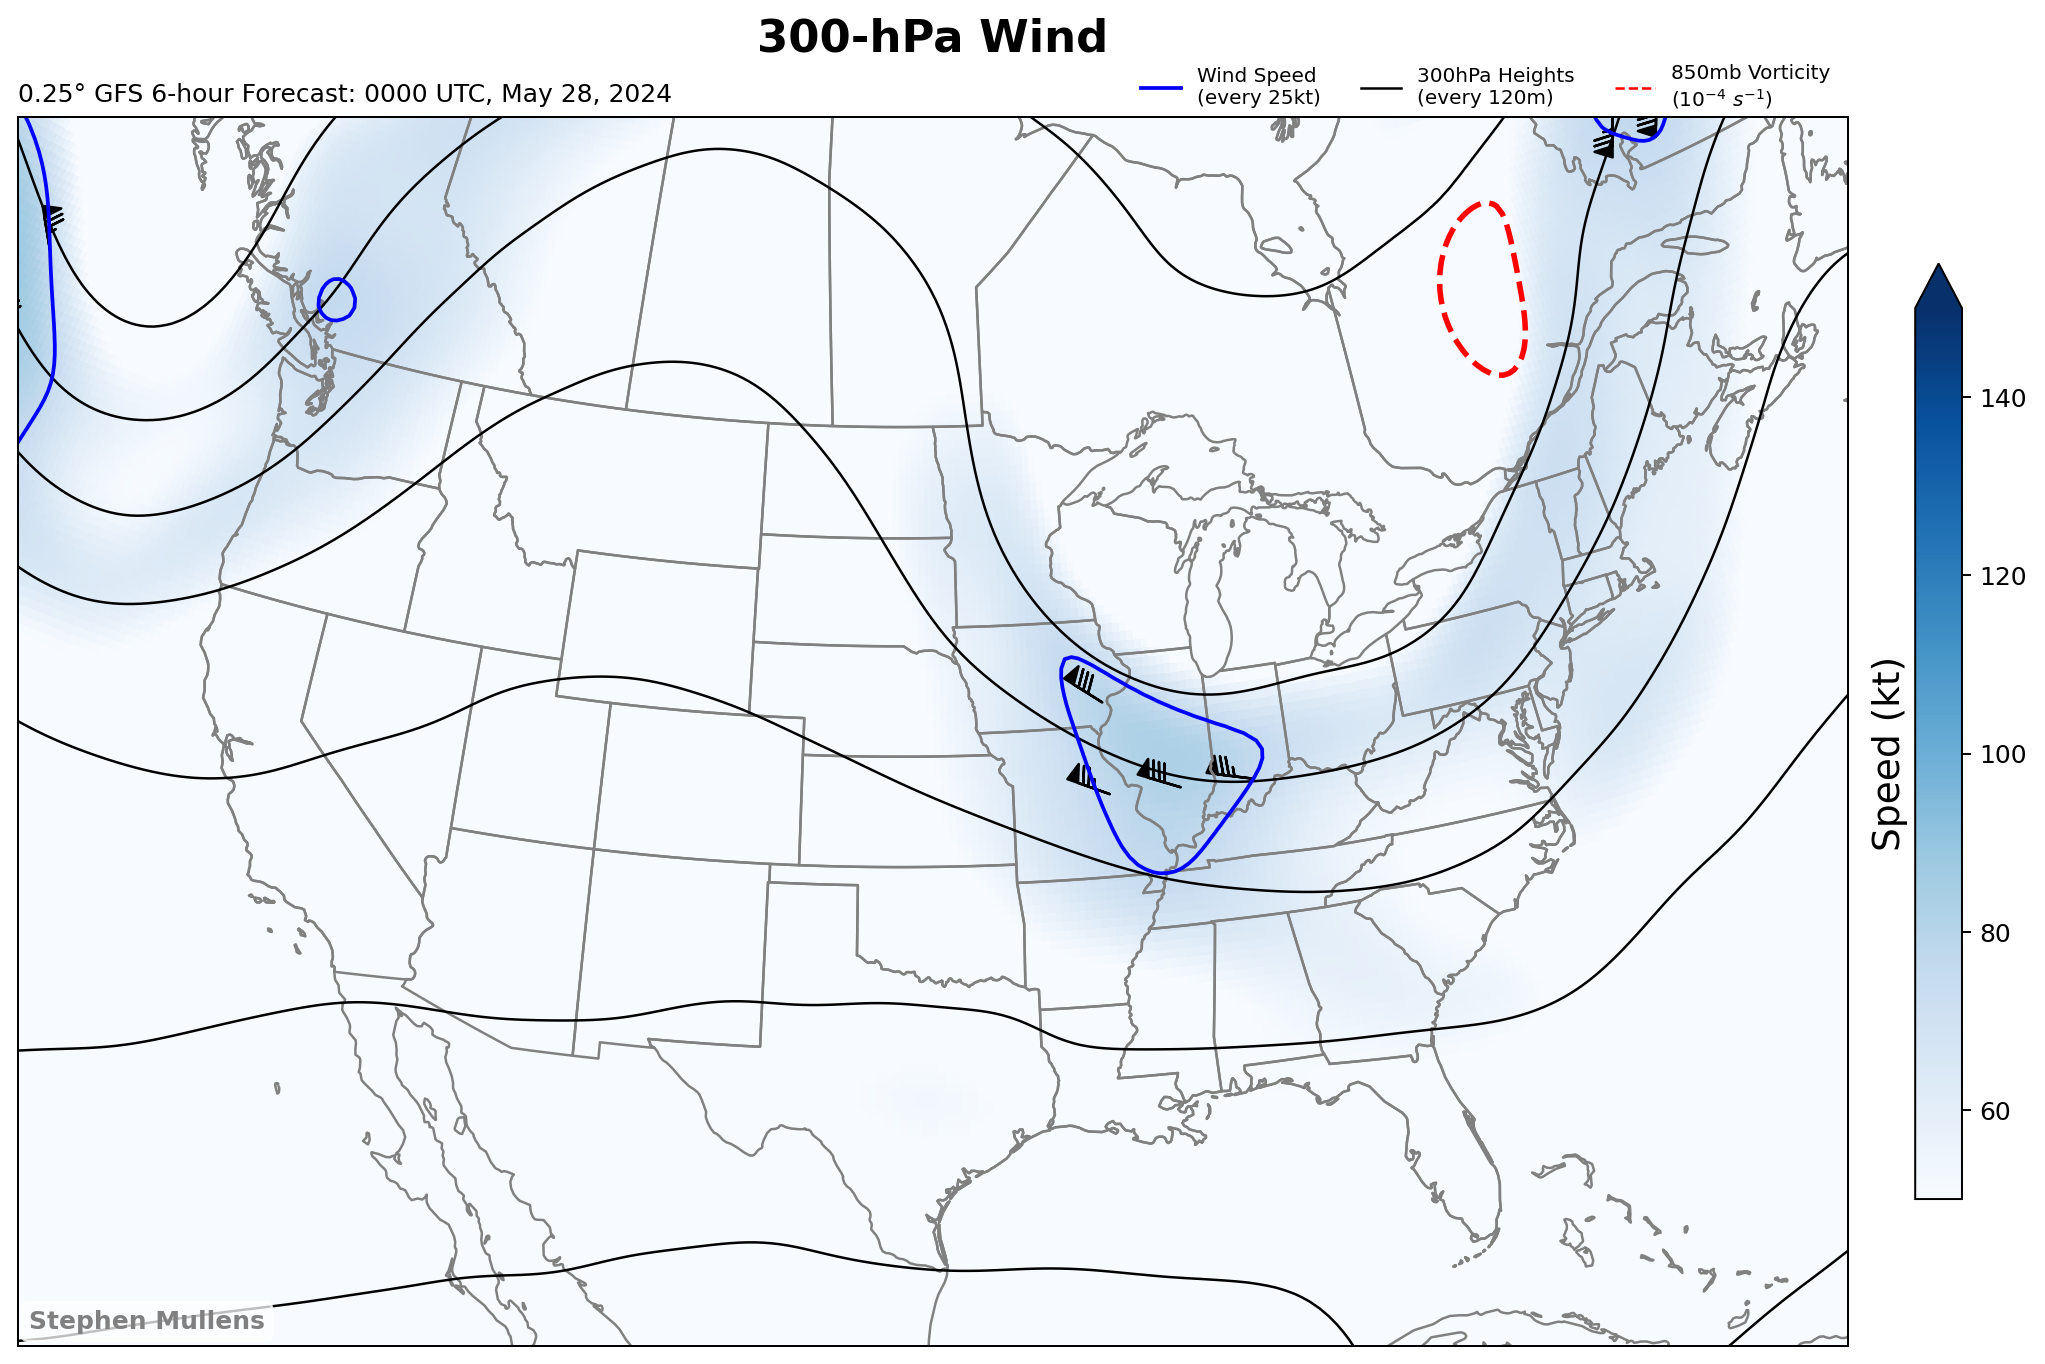 300-hPa Wind
0.25° GFS 6-hour Forecast: 0000 UTC, May 28, 2024
Wind Speed
(every 25kt)
300hPa Heights
(every 120m)
850mb Vorticity
(10⁻⁴ s⁻¹)
140
120
100
80
60
Speed (kt)
Stephen Mullens